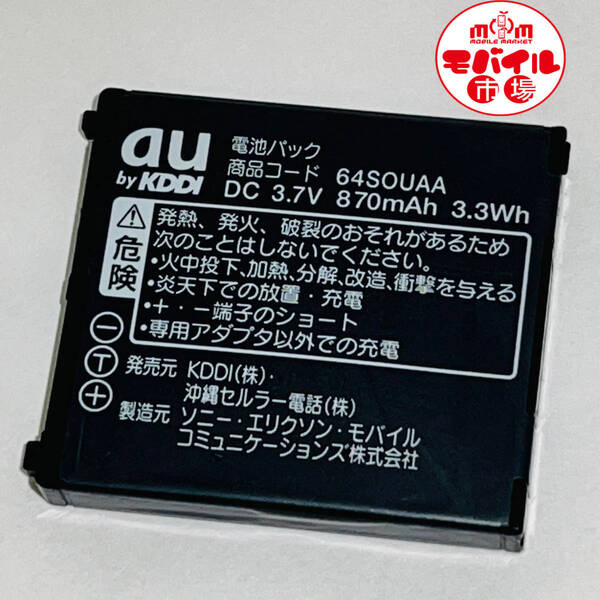 mm
MOBILE MARKET
モバイル
市場
au
by KDDI
電池パック
商品コード 64SOUAA
DC 3.7V 870mAh 3.3Wh
危険
発熱、発火、破裂のおそれがあるため
次のことはしないでください。
・火中投下、加熱、分解、改造、衝撃を与える
・炎天下での放置・充電
・＋・－端子のショート
・専用アダプタ以外での充電
－
T
＋
発売元 KDDI(株)・
沖縄セルラー電話(株)
製造元 ソニー・エリクソン・モバイル
コミュニケーションズ株式会社